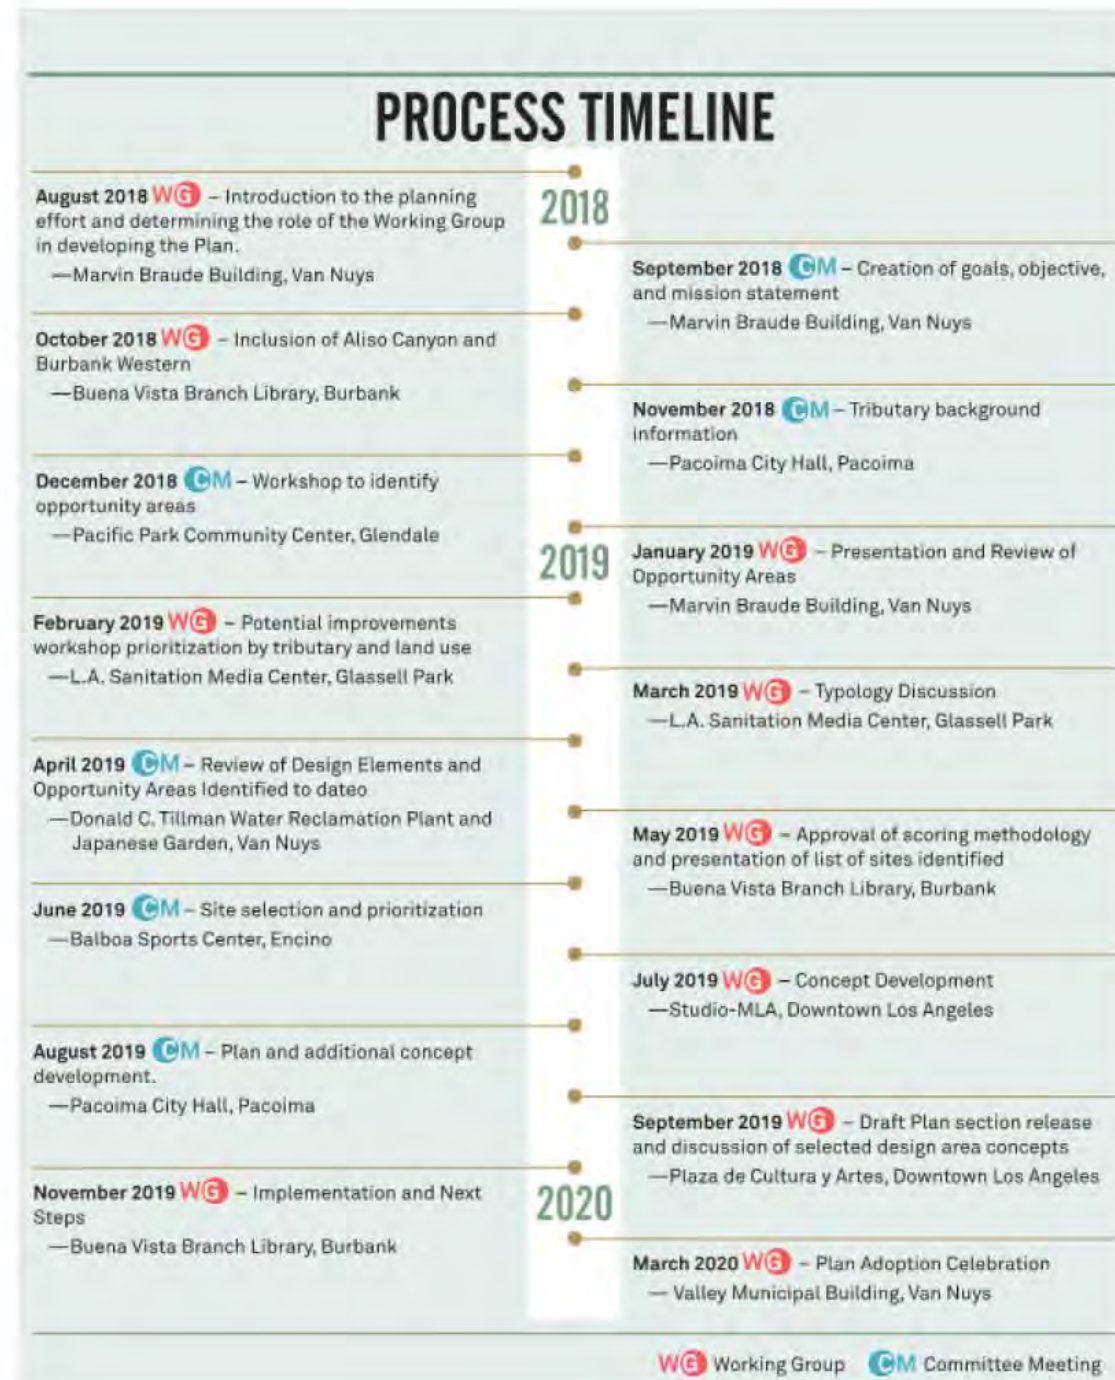 PROCESS TIMELINE
2018
August 2018 WG – Introduction to the planning
effort and determining the role of the Working Group
in developing the Plan.
—Marvin Braude Building, Van Nuys
September 2018 CM – Creation of goals, objective,
and mission statement
—Marvin Braude Building, Van Nuys
October 2018 WG – Inclusion of Aliso Canyon and
Burbank Western
—Buena Vista Branch Library, Burbank
November 2018 CM – Tributary background
information
—Pacoima City Hall, Pacoima
December 2018 CM – Workshop to identify
opportunity areas
—Pacific Park Community Center, Glendale
2019
January 2019 WG – Presentation and Review of
Opportunity Areas
—Marvin Braude Building, Van Nuys
February 2019 WG – Potential improvements
workshop prioritization by tributary and land use
—L.A. Sanitation Media Center, Glassell Park
March 2019 WG – Typology Discussion
—L.A. Sanitation Media Center, Glassell Park
April 2019 CM – Review of Design Elements and
Opportunity Areas Identified to dateo
—Donald C. Tillman Water Reclamation Plant and
Japanese Garden, Van Nuys
May 2019 WG – Approval of scoring methodology
and presentation of list of sites identified
—Buena Vista Branch Library, Burbank
June 2019 CM – Site selection and prioritization
—Balboa Sports Center, Encino
July 2019 WG – Concept Development
—Studio-MLA, Downtown Los Angeles
August 2019 CM – Plan and additional concept
development.
—Pacoima City Hall, Pacoima
September 2019 WG – Draft Plan section release
and discussion of selected design area concepts
—Plaza de Cultura y Artes, Downtown Los Angeles
November 2019 WG – Implementation and Next
Steps
—Buena Vista Branch Library, Burbank
2020
March 2020 WG – Plan Adoption Celebration
— Valley Municipal Building, Van Nuys
WG Working Group CM Committee Meeting